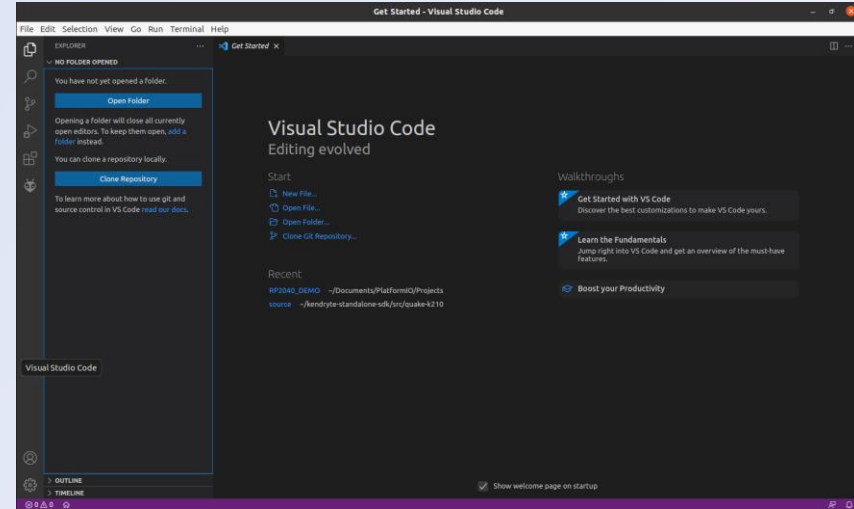 Get Started - Visual Studio Code
File Edit Selection View Go Run Terminal Help
EXPLORER
NO FOLDER OPENED
You have not yet opened a folder.
Open Folder
Opening a folder will close all currently
open editors. To keep them open, add a
folder instead.
You can clone a repository locally.
Clone Repository
To learn more about how to use git and
source control in VS Code read our docs.
Visual Studio Code
OUTLINE
TIMELINE
0 0
Get Started
Visual Studio Code
Editing evolved
Start
New File...
Open File...
Open Folder...
Clone Git Repository...
Recent
RP2040_DEMO ~/Documents/PlatformIO/Projects
source ~/kendryte-standalone-sdk/src/quake-k210
Walkthroughs
Get Started with VS Code
Discover the best customizations to make VS Code yours.
Learn the Fundamentals
Jump right into VS Code and get an overview of the must-have
features.
Boost your Productivity
Show welcome page on startup